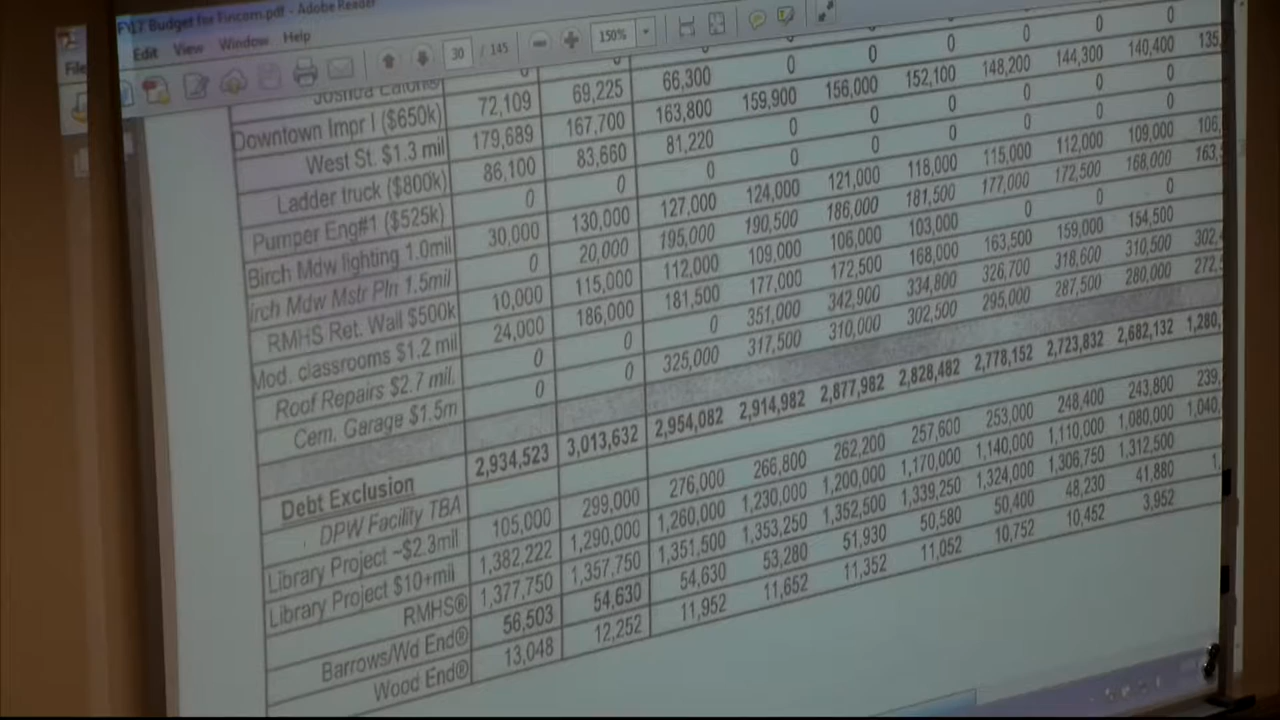 FY17 Budget for Fincom.pdf - Adobe Reader
File Edit View Window Help
30 / 145 150%
Joshua Eaton® 0 0 0 0 0 0
Downtown Impr I ($650k) 72,109 69,225 66,300 0 0 0 0 0 0
West St. $1.3 mil 179,689 167,700 163,800 159,900 156,000 152,100 148,200 144,300 140,400 135,
Ladder truck ($800k) 86,100 83,660 81,220 0 0 0 0 0 0
Pumper Eng#1 ($525k) 0 0 0 0 0 0 0 0 0
Birch Mdw lighting 1.0mil 30,000 130,000 127,000 124,000 121,000 118,000 115,000 112,000 109,000 106,
irch Mdw Mstr Pln 1.5mil 0 20,000 195,000 190,500 186,000 181,500 177,000 172,500 168,000 163,
RMHS Ret. Wall $500k 10,000 115,000 112,000 109,000 106,000 103,000 0 0 0
Mod. classrooms $1.2 mil 24,000 186,000 181,500 177,000 172,500 168,000 163,500 159,000 154,500
Roof Repairs $2.7 mil. 0 0 0 351,000 342,900 334,800 326,700 318,600 310,500 302,
Cem. Garage $1.5m 0 0 325,000 317,500 310,000 302,500 295,000 287,500 280,000 272,
2,934,523 3,013,632 2,954,082 2,914,982 2,877,982 2,828,482 2,778,152 2,723,832 2,682,132 1,280,
Debt Exclusion
DPW Facility TBA
Library Project ~$2.3mil 105,000 299,000 276,000 266,800 262,200 257,600 253,000 248,400 243,800 239,
Library Project $10+mil 1,382,222 1,290,000 1,260,000 1,230,000 1,200,000 1,170,000 1,140,000 1,110,000 1,080,000 1,040,
RMHS® 1,377,750 1,357,750 1,351,500 1,353,250 1,352,500 1,339,250 1,324,000 1,306,750 1,312,500
Barrows/Wd End® 56,503 54,630 54,630 53,280 51,930 50,580 50,400 48,230 41,880 1,
Wood End® 13,048 12,252 11,952 11,652 11,352 11,052 10,752 10,452 3,952